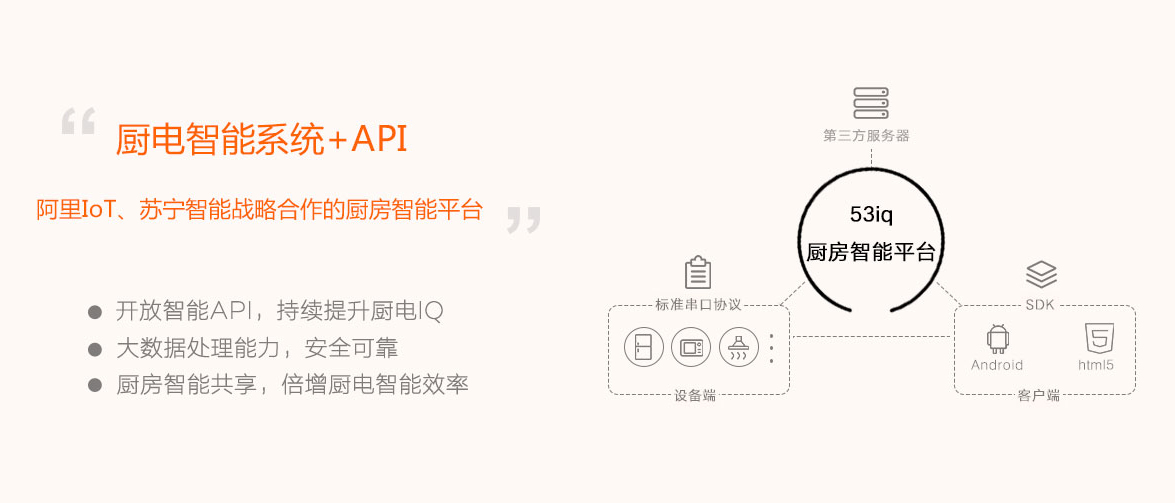 厨电智能系统+API
阿里IoT、苏宁智能战略合作的厨房智能平台
开放智能API，持续提升厨电IQ
大数据处理能力，安全可靠
厨房智能共享，倍增厨电智能效率
第三方服务器
53iq
厨房智能平台
标准串口协议
设备端
SDK
Android
html5
客户端